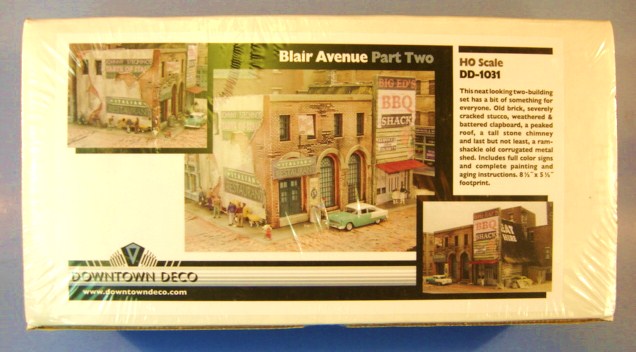 Blair Avenue Part Two
HO Scale
DD-1031
This neat looking two-building
set has a bit of something for
everyone. Old brick, severely
cracked stucco, weathered &
battered clapboard, a peaked
roof, a tall stone chimney
and last but not least, a ram-
shackle old corrugated metal
shed. Includes full color signs
and complete painting and
aging instructions. 8 ½" x 5 ½"
footprint.
BIG ED'S
BBQ
SHACK
BBQ
SHACK
EAT
DOWNTOWN DECO
www.downtowndeco.com